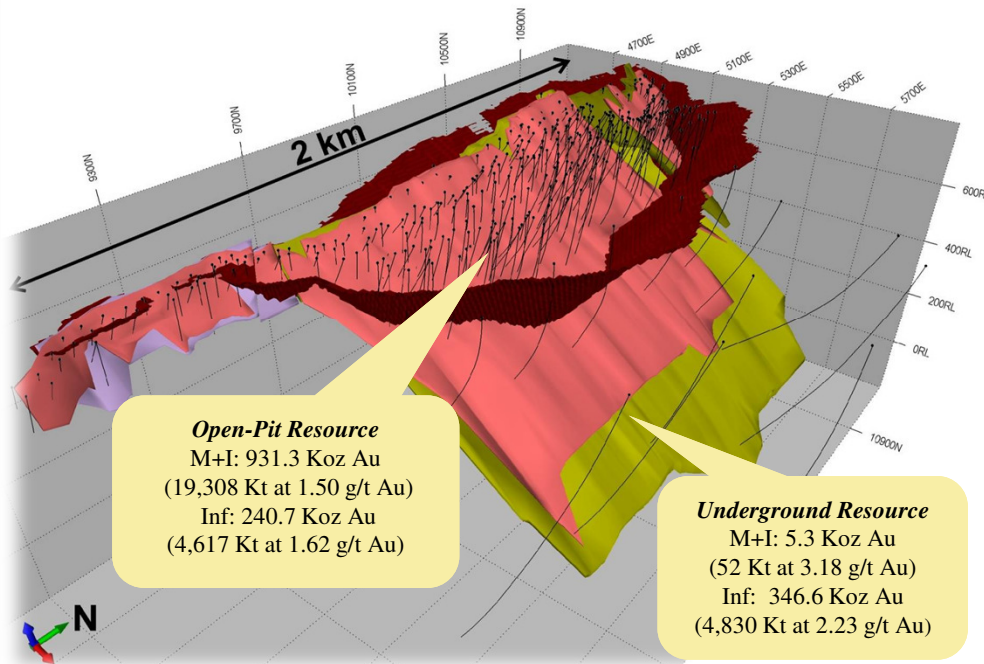 10900N
10500N
10100N
9700N
9300N
4700E
4900E
5100E
5300E
5500E
5700E
2 km
600RL
400RL
200RL
0RL
10900N
Open-Pit Resource
M+I: 931.3 Koz Au
(19,308 Kt at 1.50 g/t Au)
Inf: 240.7 Koz Au
(4,617 Kt at 1.62 g/t Au)
Underground Resource
M+I: 5.3 Koz Au
(52 Kt at 3.18 g/t Au)
Inf: 346.6 Koz Au
(4,830 Kt at 2.23 g/t Au)
N